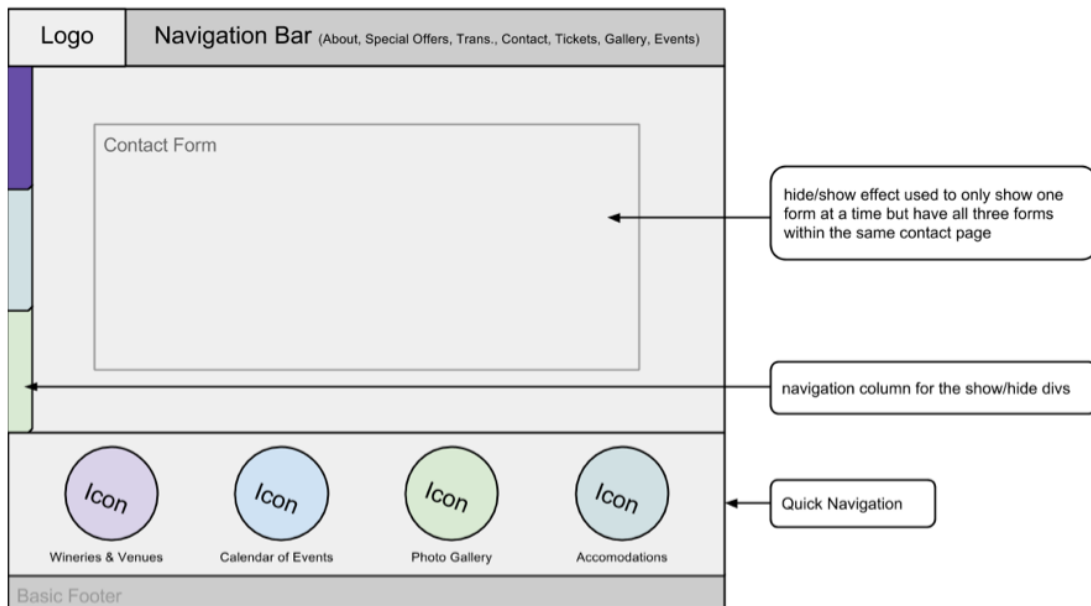 Logo
Navigation Bar (About, Special Offers, Trans., Contact, Tickets, Gallery, Events)
Contact Form
hide/show effect used to only show one
form at a time but have all three forms
within the same contact page
navigation column for the show/hide divs
Icon
Icon
Icon
Icon
Quick Navigation
Wineries & Venues
Calendar of Events
Photo Gallery
Accomodations
Basic Footer